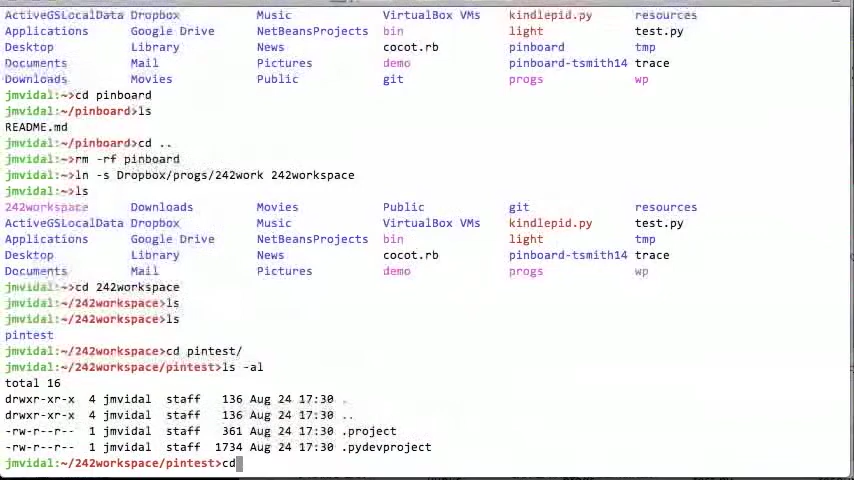 ActiveGSLocalData Dropbox Music VirtualBox VMs kindlepid.py resources
Applications Google Drive NetBeansProjects bin light test.py
Desktop Library News cocot.rb pinboard tmp
Documents Mail Pictures demo pinboard-tsmith14 trace
Downloads Movies Public git progs wp
jmvidal:~>cd pinboard
jmvidal:~/pinboard>ls
README.md
jmvidal:~/pinboard>cd ..
jmvidal:~>rm -rf pinboard
jmvidal:~>ln -s Dropbox/progs/242work 242workspace
jmvidal:~>ls
242workspace Downloads Movies Public git resources
ActiveGSLocalData Dropbox Music VirtualBox VMs kindlepid.py test.py
Applications Google Drive NetBeansProjects bin light tmp
Desktop Library News cocot.rb pinboard-tsmith14 trace
Documents Mail Pictures demo progs wp
jmvidal:~>cd 242workspace
jmvidal:~/242workspace>ls
jmvidal:~/242workspace>ls
pintest
jmvidal:~/242workspace>cd pintest/
jmvidal:~/242workspace/pintest>ls -al
total 16
drwxr-xr-x 4 jmvidal staff 136 Aug 24 17:30 .
drwxr-xr-x 4 jmvidal staff 136 Aug 24 17:30 ..
-rw-r--r-- 1 jmvidal staff 361 Aug 24 17:30 .project
-rw-r--r-- 1 jmvidal staff 1734 Aug 24 17:30 .pydevproject
jmvidal:~/242workspace/pintest>cd